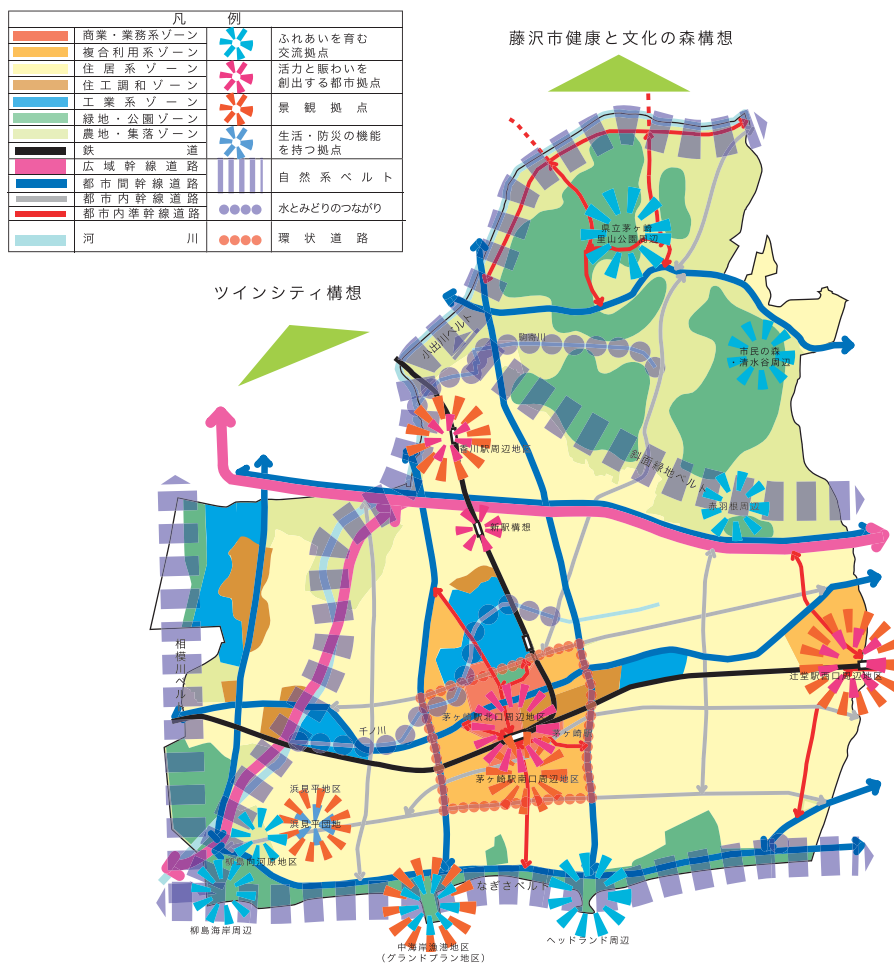 凡例
商業・業務系ゾーン
複合利用系ゾーン
住居系ゾーン
住工調和ゾーン
工業系ゾーン
緑地・公園ゾーン
農地・集落ゾーン
鉄道
広域幹線道路
都市間幹線道路
都市内幹線道路
都市内準幹線道路
河川
ふれあいを育む
交流拠点
活力と賑わいを
創出する都市拠点
景観拠点
生活・防災の機能
を持つ拠点
自然系ベルト
水とみどりのつながり
環状道路
藤沢市健康と文化の森構想
ツインシティ構想
県立茅ヶ崎
里山公園周辺
小出川ベルト
駒寄川
市民の森
・清水谷周辺
香川駅周辺地区
斜面緑地ベルト
赤羽根周辺
新駅構想
相模川ベルト
辻堂駅南口周辺地区
茅ヶ崎駅北口周辺地区
千ノ川
茅ヶ崎駅
茅ヶ崎駅南口周辺地区
浜見平地区
浜見平団地
柳島向河原地区
なぎさベルト
柳島海岸周辺
中海岸漁港地区
(グランドプラン地区)
ヘッドランド周辺